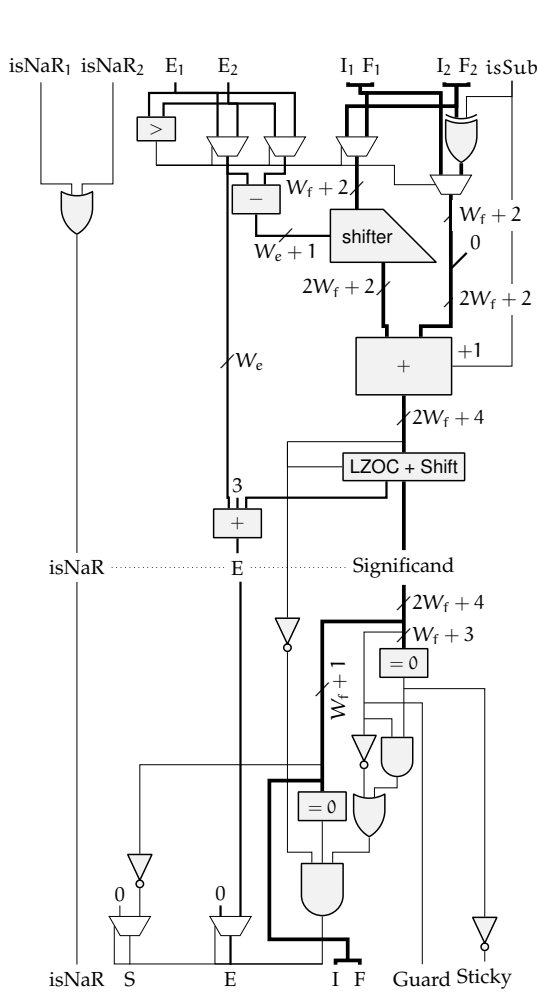 isNaR₁ isNaR₂ E₁ E₂ I₁ F₁ I₂ F₂ isSub
>
−
W_f + 2
W_f + 2
shifter
0
W_e + 1
2W_f + 2
2W_f + 2
+1
+
W_e
2W_f + 4
LZOC + Shift
3
+
isNaR E Significand
2W_f + 4
W_f + 3
= 0
W_f + 1
= 0
0
0
isNaR S E I F Guard Sticky